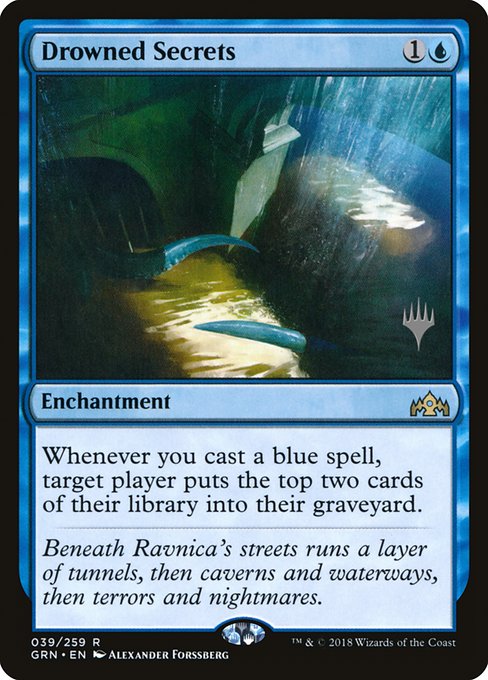 Drowned Secrets 1
Enchantment
Whenever you cast a blue spell,
target player puts the top two cards
of their library into their graveyard.
Beneath Ravnica's streets runs a layer
of tunnels, then caverns and waterways,
then terrors and nightmares.
039/259 R
GRN • EN Alexander Forssberg
™ & © 2018 Wizards of the Coast